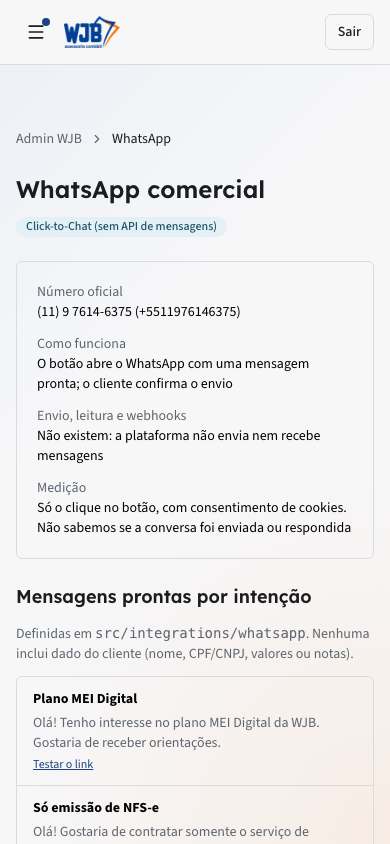 WJB
assessoria contábil
Sair
Admin WJB > WhatsApp
WhatsApp comercial
Click-to-Chat (sem API de mensagens)
Número oficial
(11) 9 7614-6375 (+5511976146375)
Como funciona
O botão abre o WhatsApp com uma mensagem
pronta; o cliente confirma o envio
Envio, leitura e webhooks
Não existem: a plataforma não envia nem recebe
mensagens
Medição
Só o clique no botão, com consentimento de cookies.
Não sabemos se a conversa foi enviada ou respondida
Mensagens prontas por intenção
Definidas em src/integrations/whatsapp. Nenhuma
inclui dado do cliente (nome, CPF/CNPJ, valores ou notas).
Plano MEI Digital
Olá! Tenho interesse no plano MEI Digital da WJB.
Gostaria de receber orientações.
Testar o link
Só emissão de NFS-e
Olá! Gostaria de contratar somente o serviço de